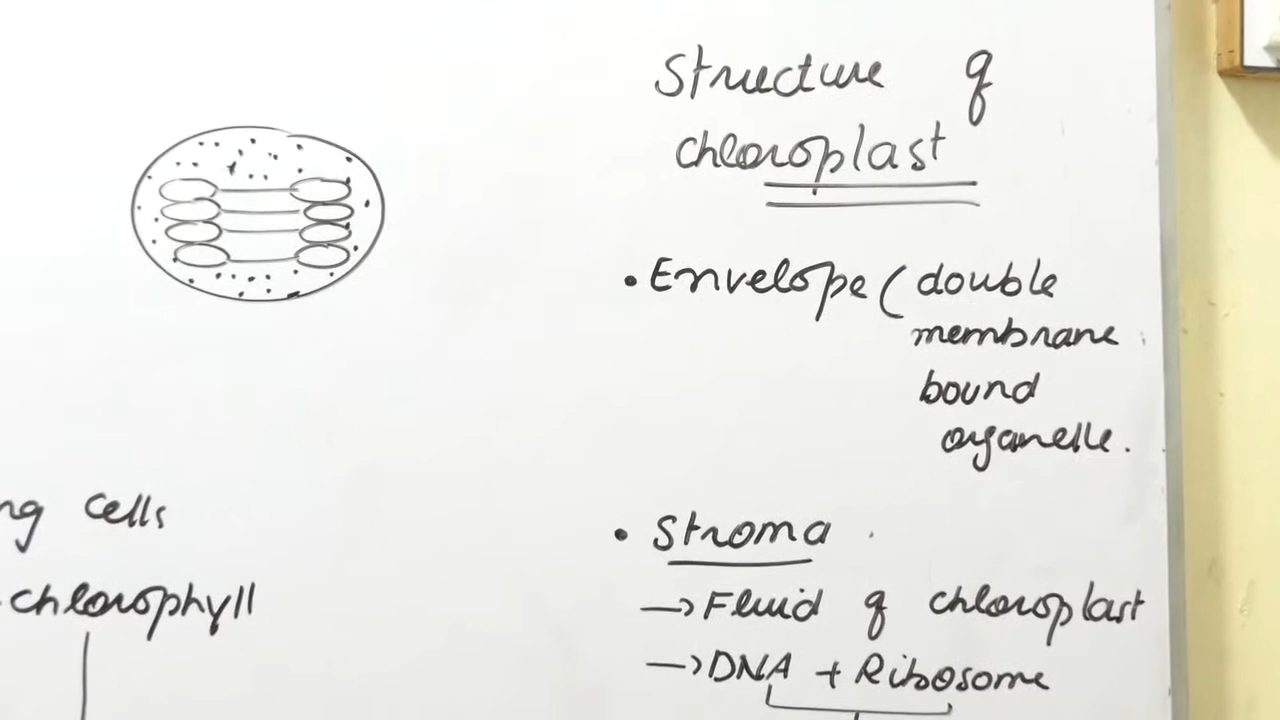 Structure of
chloroplast
• Envelope ( double
membrane
bound
organelle.
• Stroma
→ Fluid of chloroplast
→ DNA + Ribosome
ng cells
chlorophyll